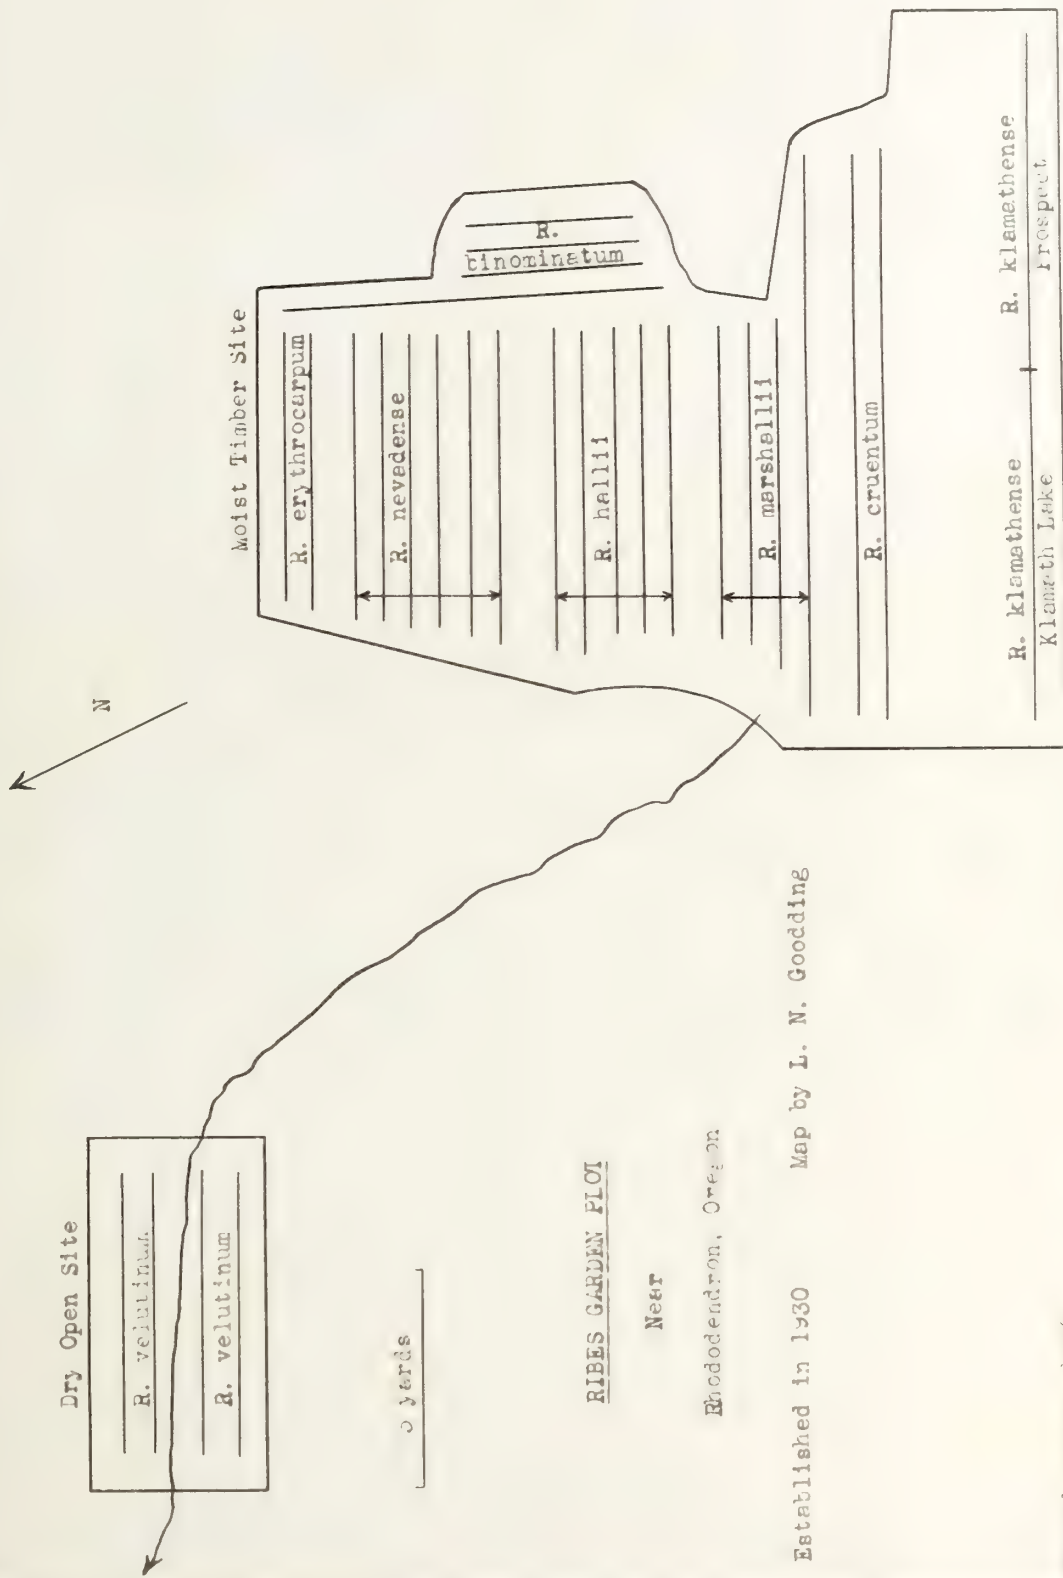 N
Moist Timber Site
R. erythrocarpum
R. nevadense
R.
binominatum
R. hallii
R. marshallii
R. cruentum
R. klamathense
Klamath Lake
R. klamathense
Prospect
Dry Open Site
R. velutinum
R. velutinum
yards
RIBES GARDEN PLOT
Near
Rhododendron, Oregon
Established in 1930 Map by L. N. Goodding